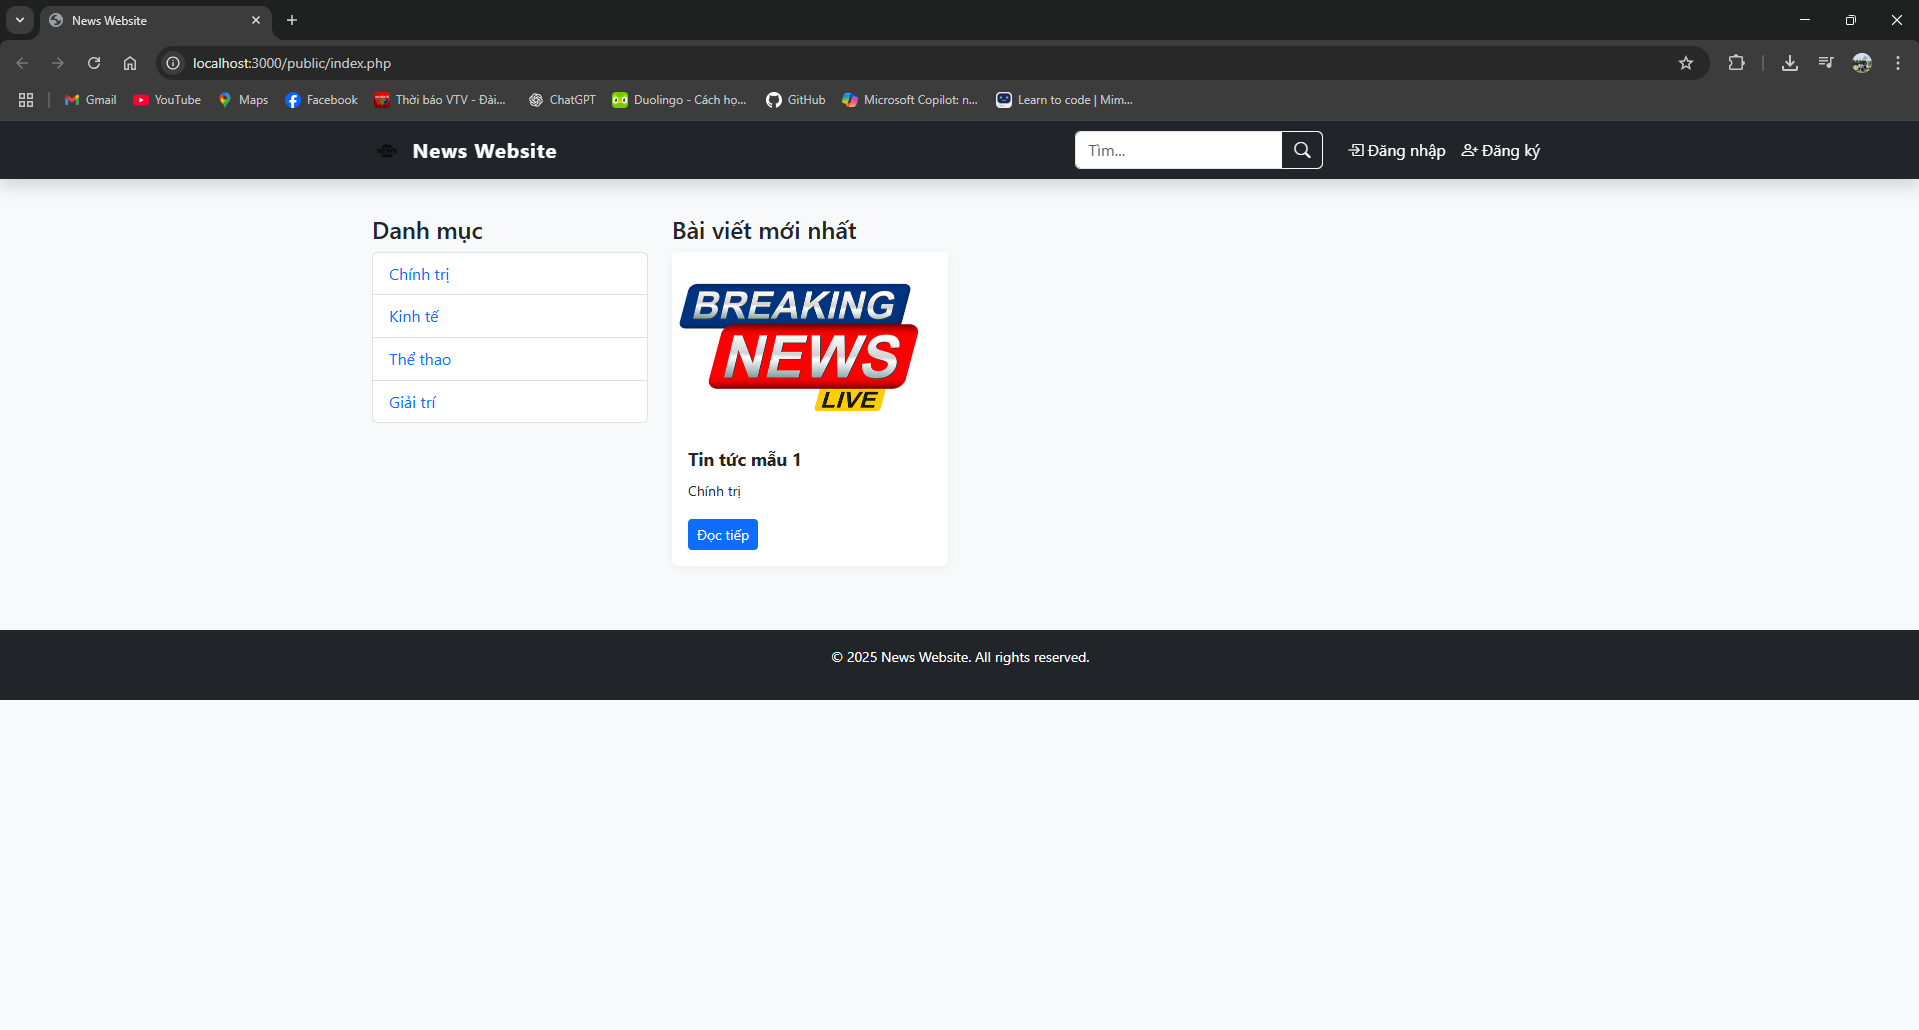 News Website
localhost:3000/public/index.php
Gmail YouTube Maps Facebook Thời báo VTV - Đài... ChatGPT Duolingo - Cách họ... GitHub Microsoft Copilot: n... Learn to code | Mim...
News Website Tìm... Đăng nhập Đăng ký
Danh mục
Chính trị
Kinh tế
Thể thao
Giải trí
Bài viết mới nhất
BREAKING
NEWS
LIVE
Tin tức mẫu 1
Chính trị
Đọc tiếp
© 2025 News Website. All rights reserved.